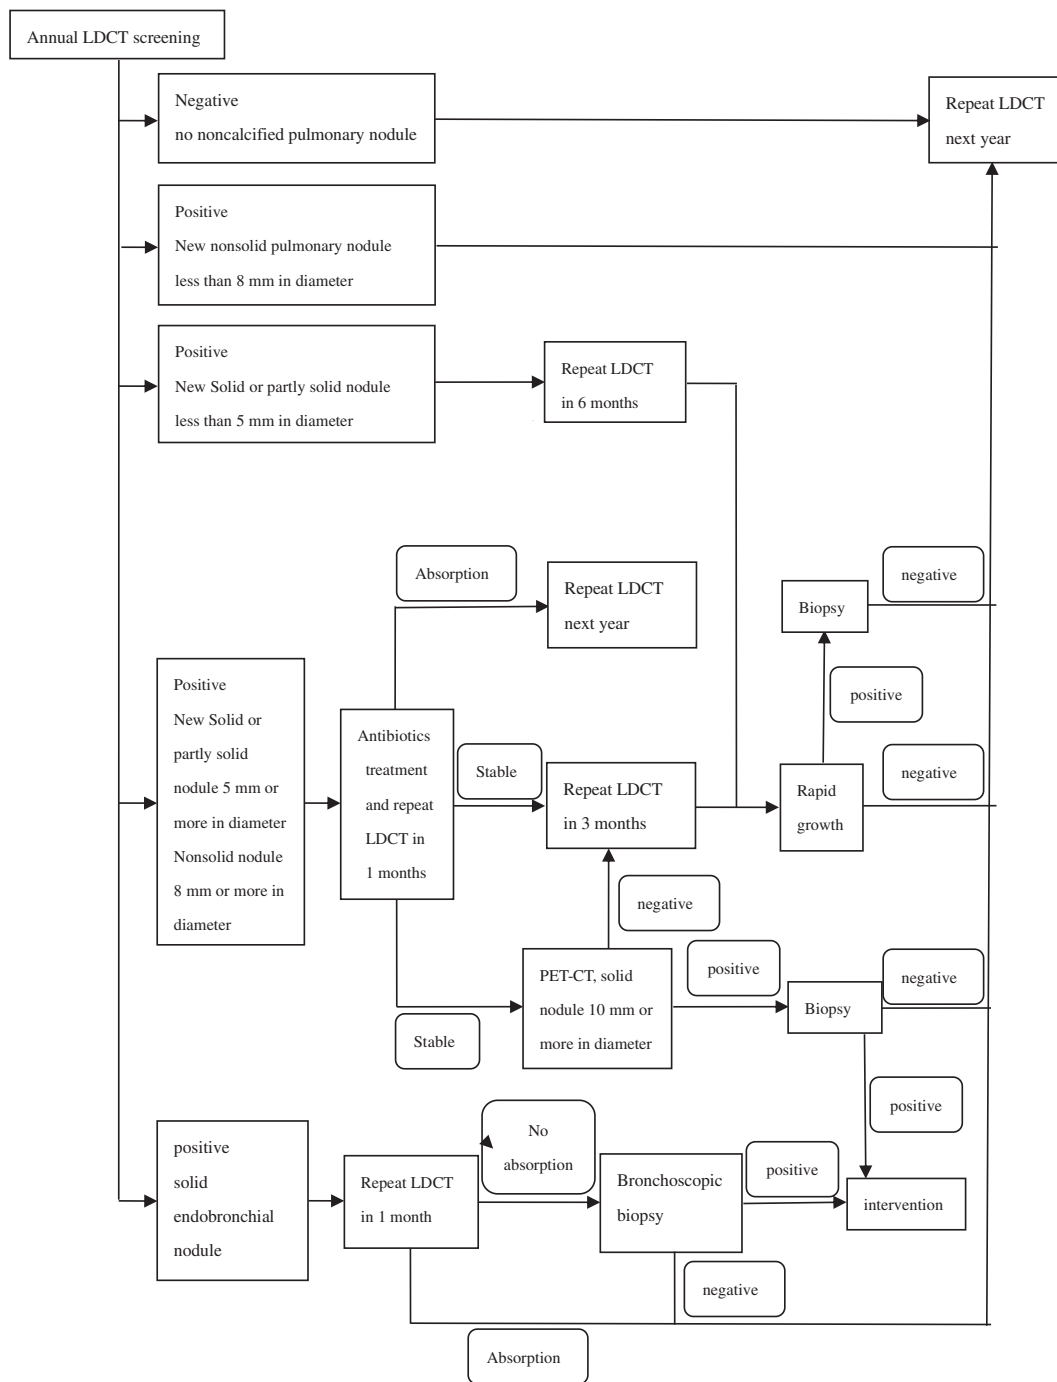 Annual LDCT screening
Negative
no noncalcified pulmonary nodule
Repeat LDCT
next year
Positive
New nonsolid pulmonary nodule
less than 8 mm in diameter
Positive
New Solid or partly solid nodule
less than 5 mm in diameter
Repeat LDCT
in 6 months
Absorption
Repeat LDCT
next year
negative
Biopsy
positive
Positive
New Solid or
partly solid
nodule 5 mm or
more in diameter
Nonsolid nodule
8 mm or more in
diameter
Antibiotics
treatment
and repeat
LDCT in
1 months
Stable
Repeat LDCT
in 3 months
Rapid
growth
negative
negative
PET-CT, solid
nodule 10 mm or
more in diameter
Stable
positive
Biopsy
negative
positive
positive
solid
endobronchial
nodule
Repeat LDCT
in 1 month
No
absorption
Bronchoscopic
biopsy
positive
intervention
negative
Absorption